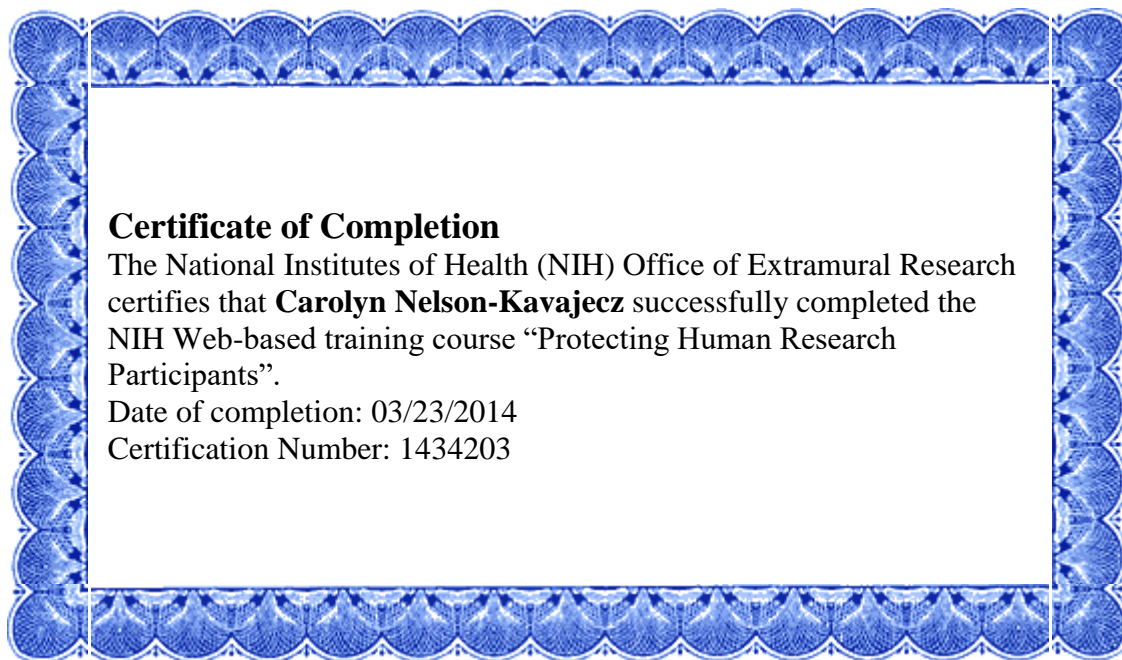 Certificate of Completion
The National Institutes of Health (NIH) Office of Extramural Research
certifies that Carolyn Nelson-Kavajecz successfully completed the
NIH Web-based training course “Protecting Human Research
Participants”.
Date of completion: 03/23/2014
Certification Number: 1434203